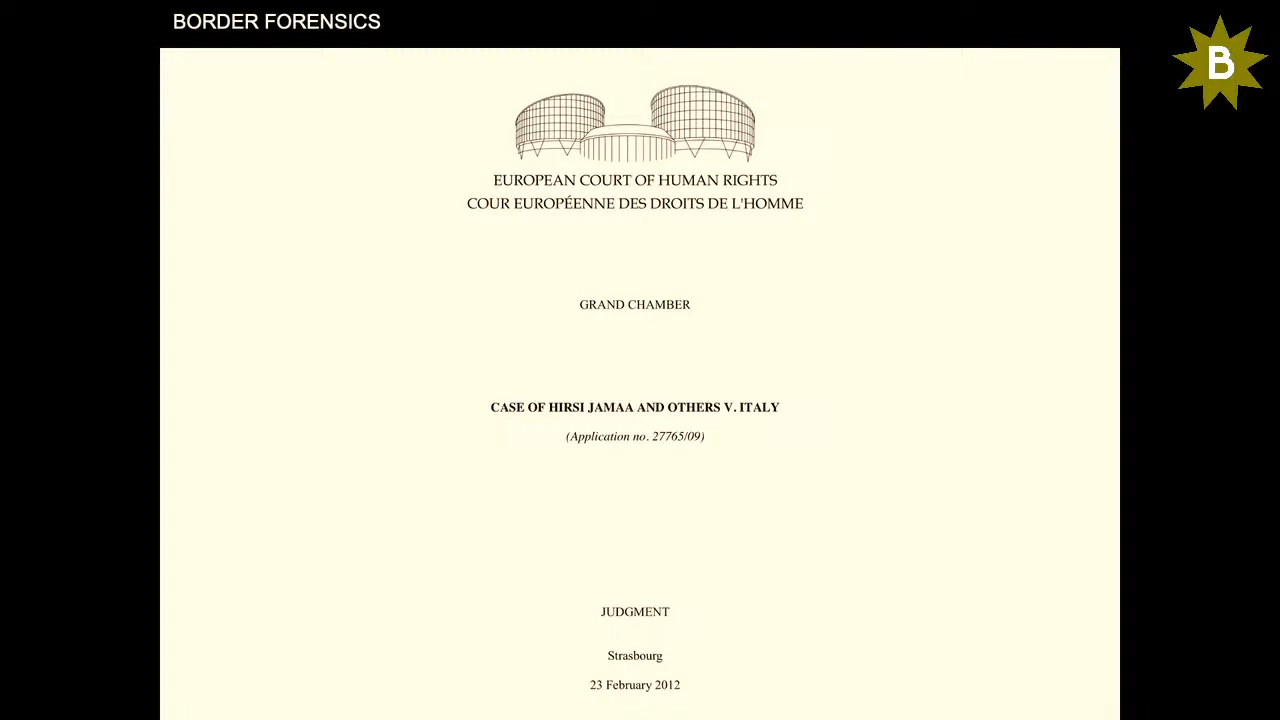 BORDER FORENSICS
B
EUROPEAN COURT OF HUMAN RIGHTS
COUR EUROPÉENNE DES DROITS DE L'HOMME
GRAND CHAMBER
CASE OF HIRSI JAMAA AND OTHERS V. ITALY
(Application no. 27765/09)
JUDGMENT
Strasbourg
23 February 2012